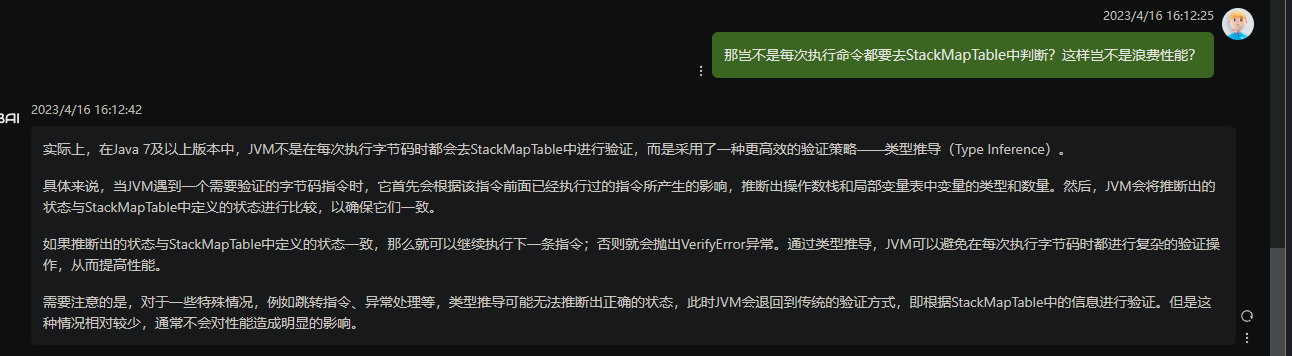 2023/4/16 16:12:25
那岂不是每次执行命令都要去StackMapTable中判断？这样岂不是浪费性能？
2023/4/16 16:12:42
BAI
实际上，在Java 7及以上版本中，JVM不是在每次执行字节码时都会去StackMapTable中进行验证，而是采用了一种更高效的验证策略——类型推导（Type Inference）。
具体来说，当JVM遇到一个需要验证的字节码指令时，它首先会根据该指令前面已经执行过的指令所产生的影响，推断出操作数栈和局部变量表中变量的类型和数量。然后，JVM会将推断出的
状态与StackMapTable中定义的状态进行比较，以确保它们一致。
如果推断出的状态与StackMapTable中定义的状态一致，那么就可以继续执行下一条指令；否则就会抛出VerifyError异常。通过类型推导，JVM可以避免在每次执行字节码时都进行复杂的验证操
作，从而提高性能。
需要注意的是，对于一些特殊情况，例如跳转指令、异常处理等，类型推导可能无法推断出正确的状态，此时JVM会退回到传统的验证方式，即根据StackMapTable中的信息进行验证。但是这
种情况相对较少，通常不会对性能造成明显的影响。